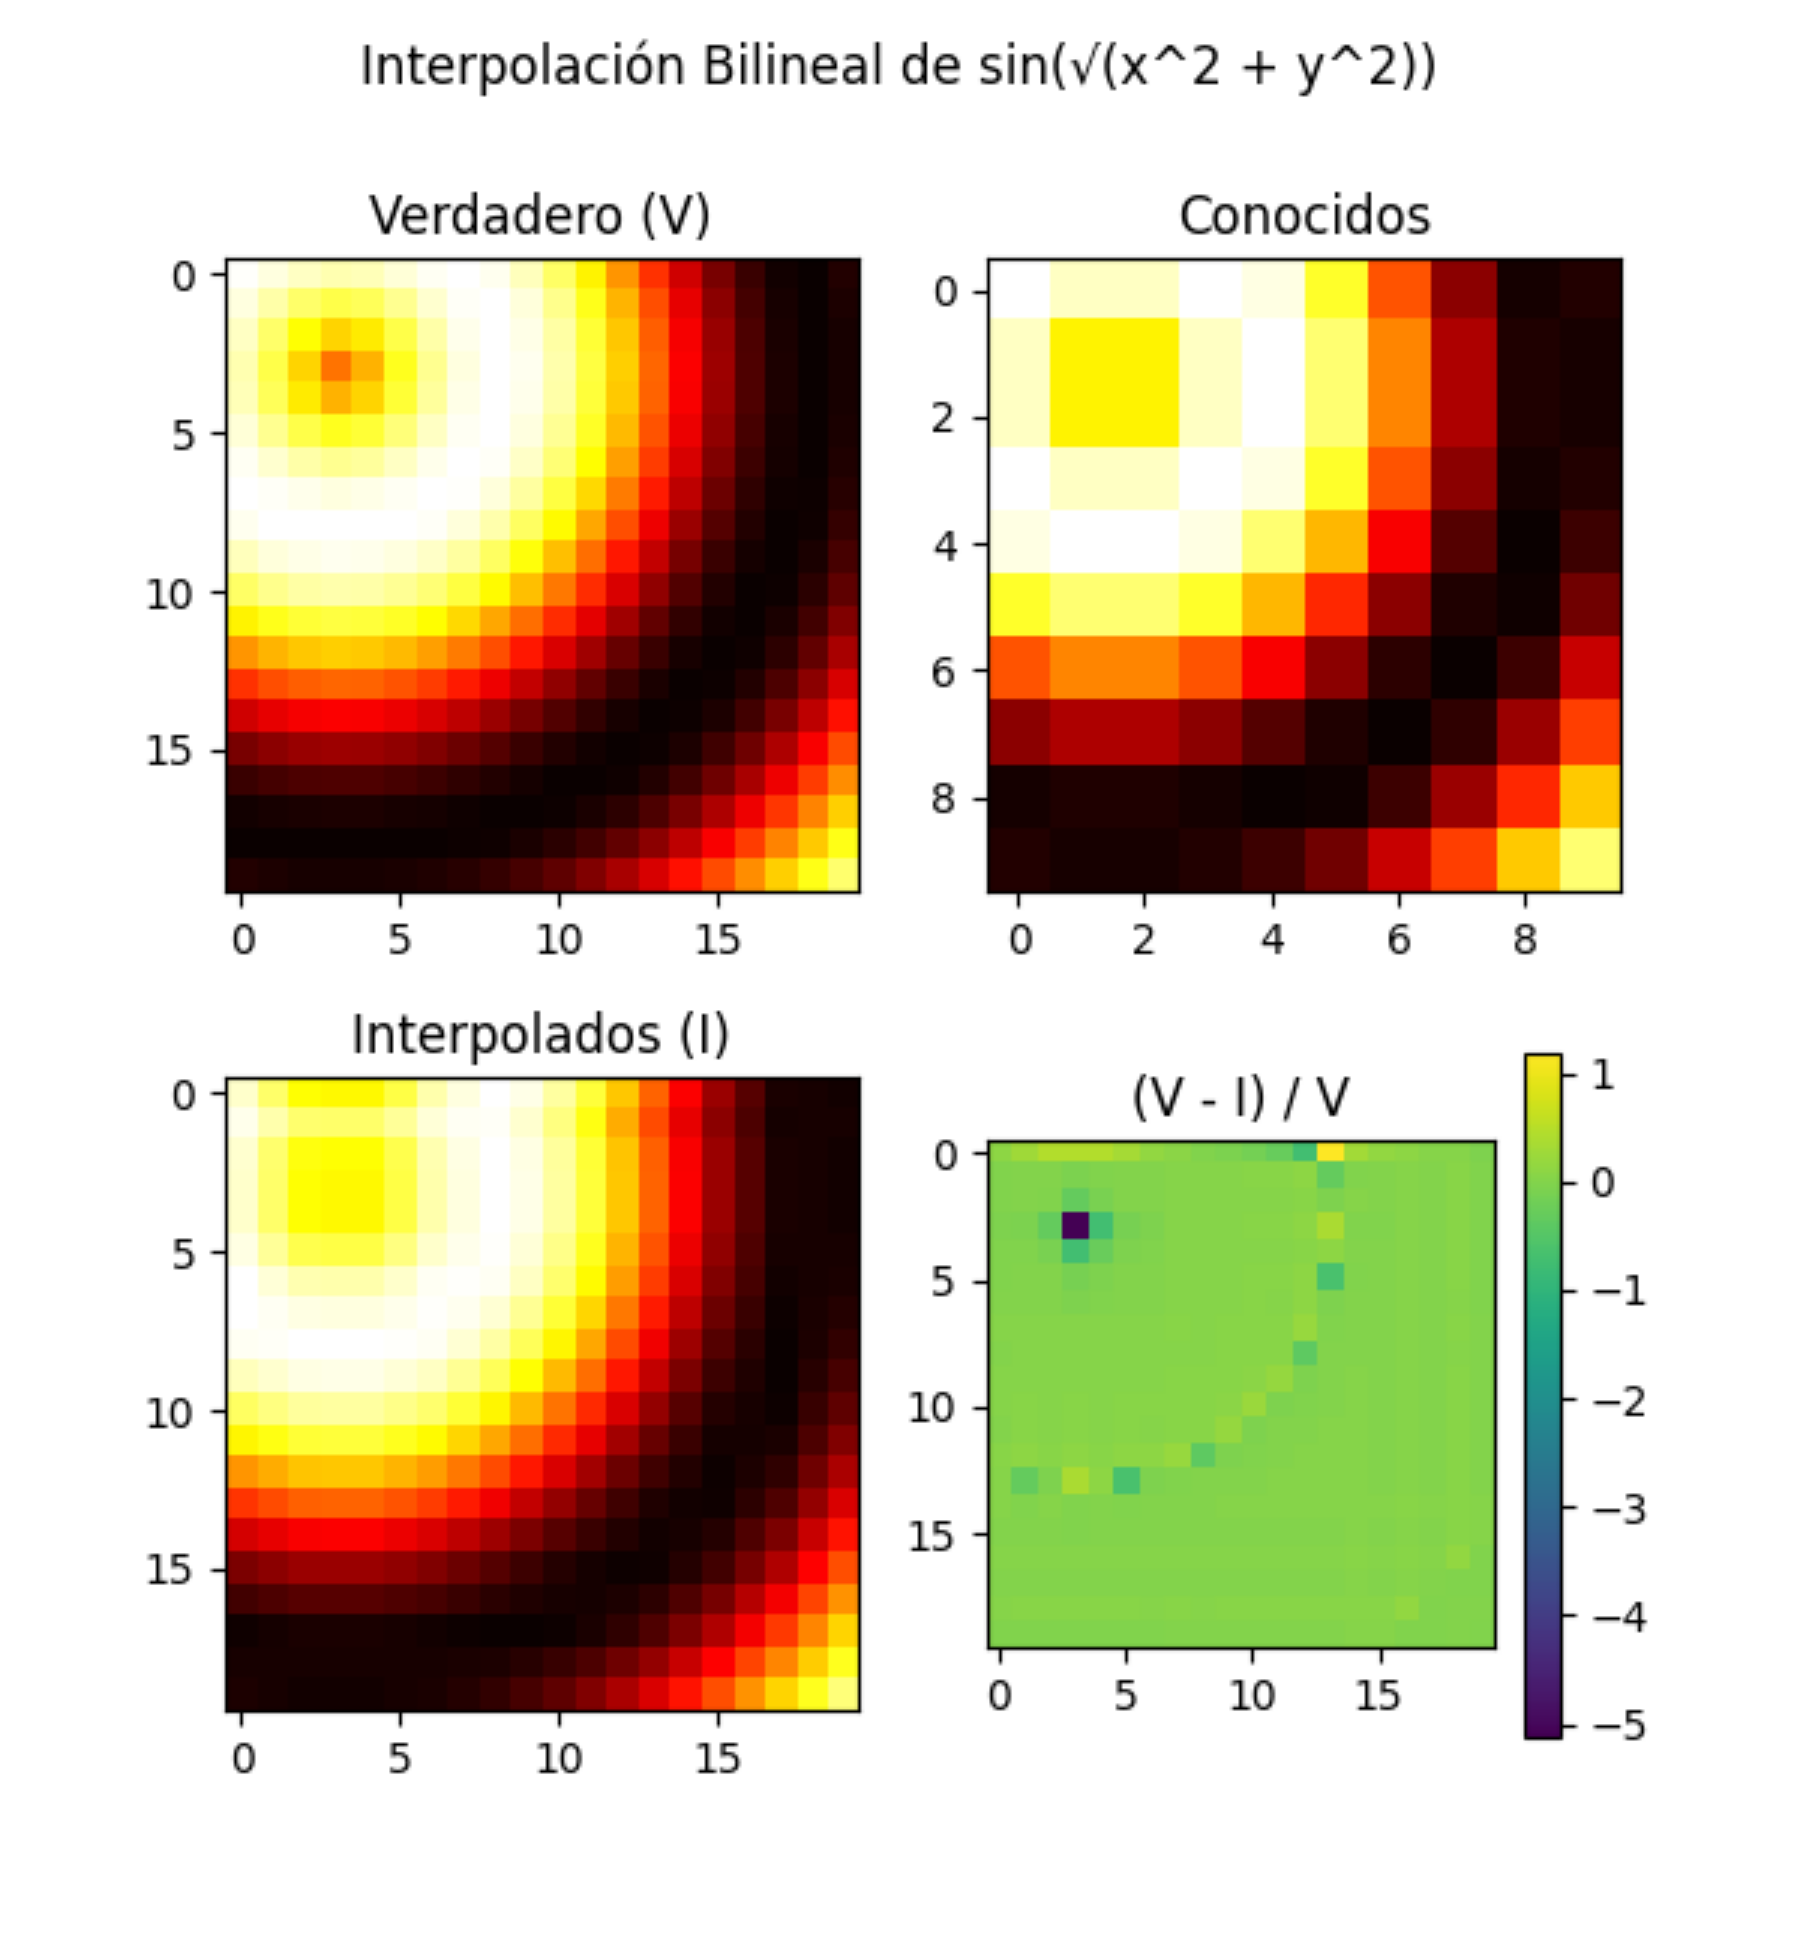 Interpolación Bilineal de sin(√(x^2 + y^2))
Verdadero (V)
0
5
10
15
0 5 10 15
Conocidos
0
2
4
6
8
0 2 4 6 8
Interpolados (I)
0
5
10
15
0 5 10 15
(V - I) / V
0
5
10
15
0 5 10 15
1
0
−1
−2
−3
−4
−5